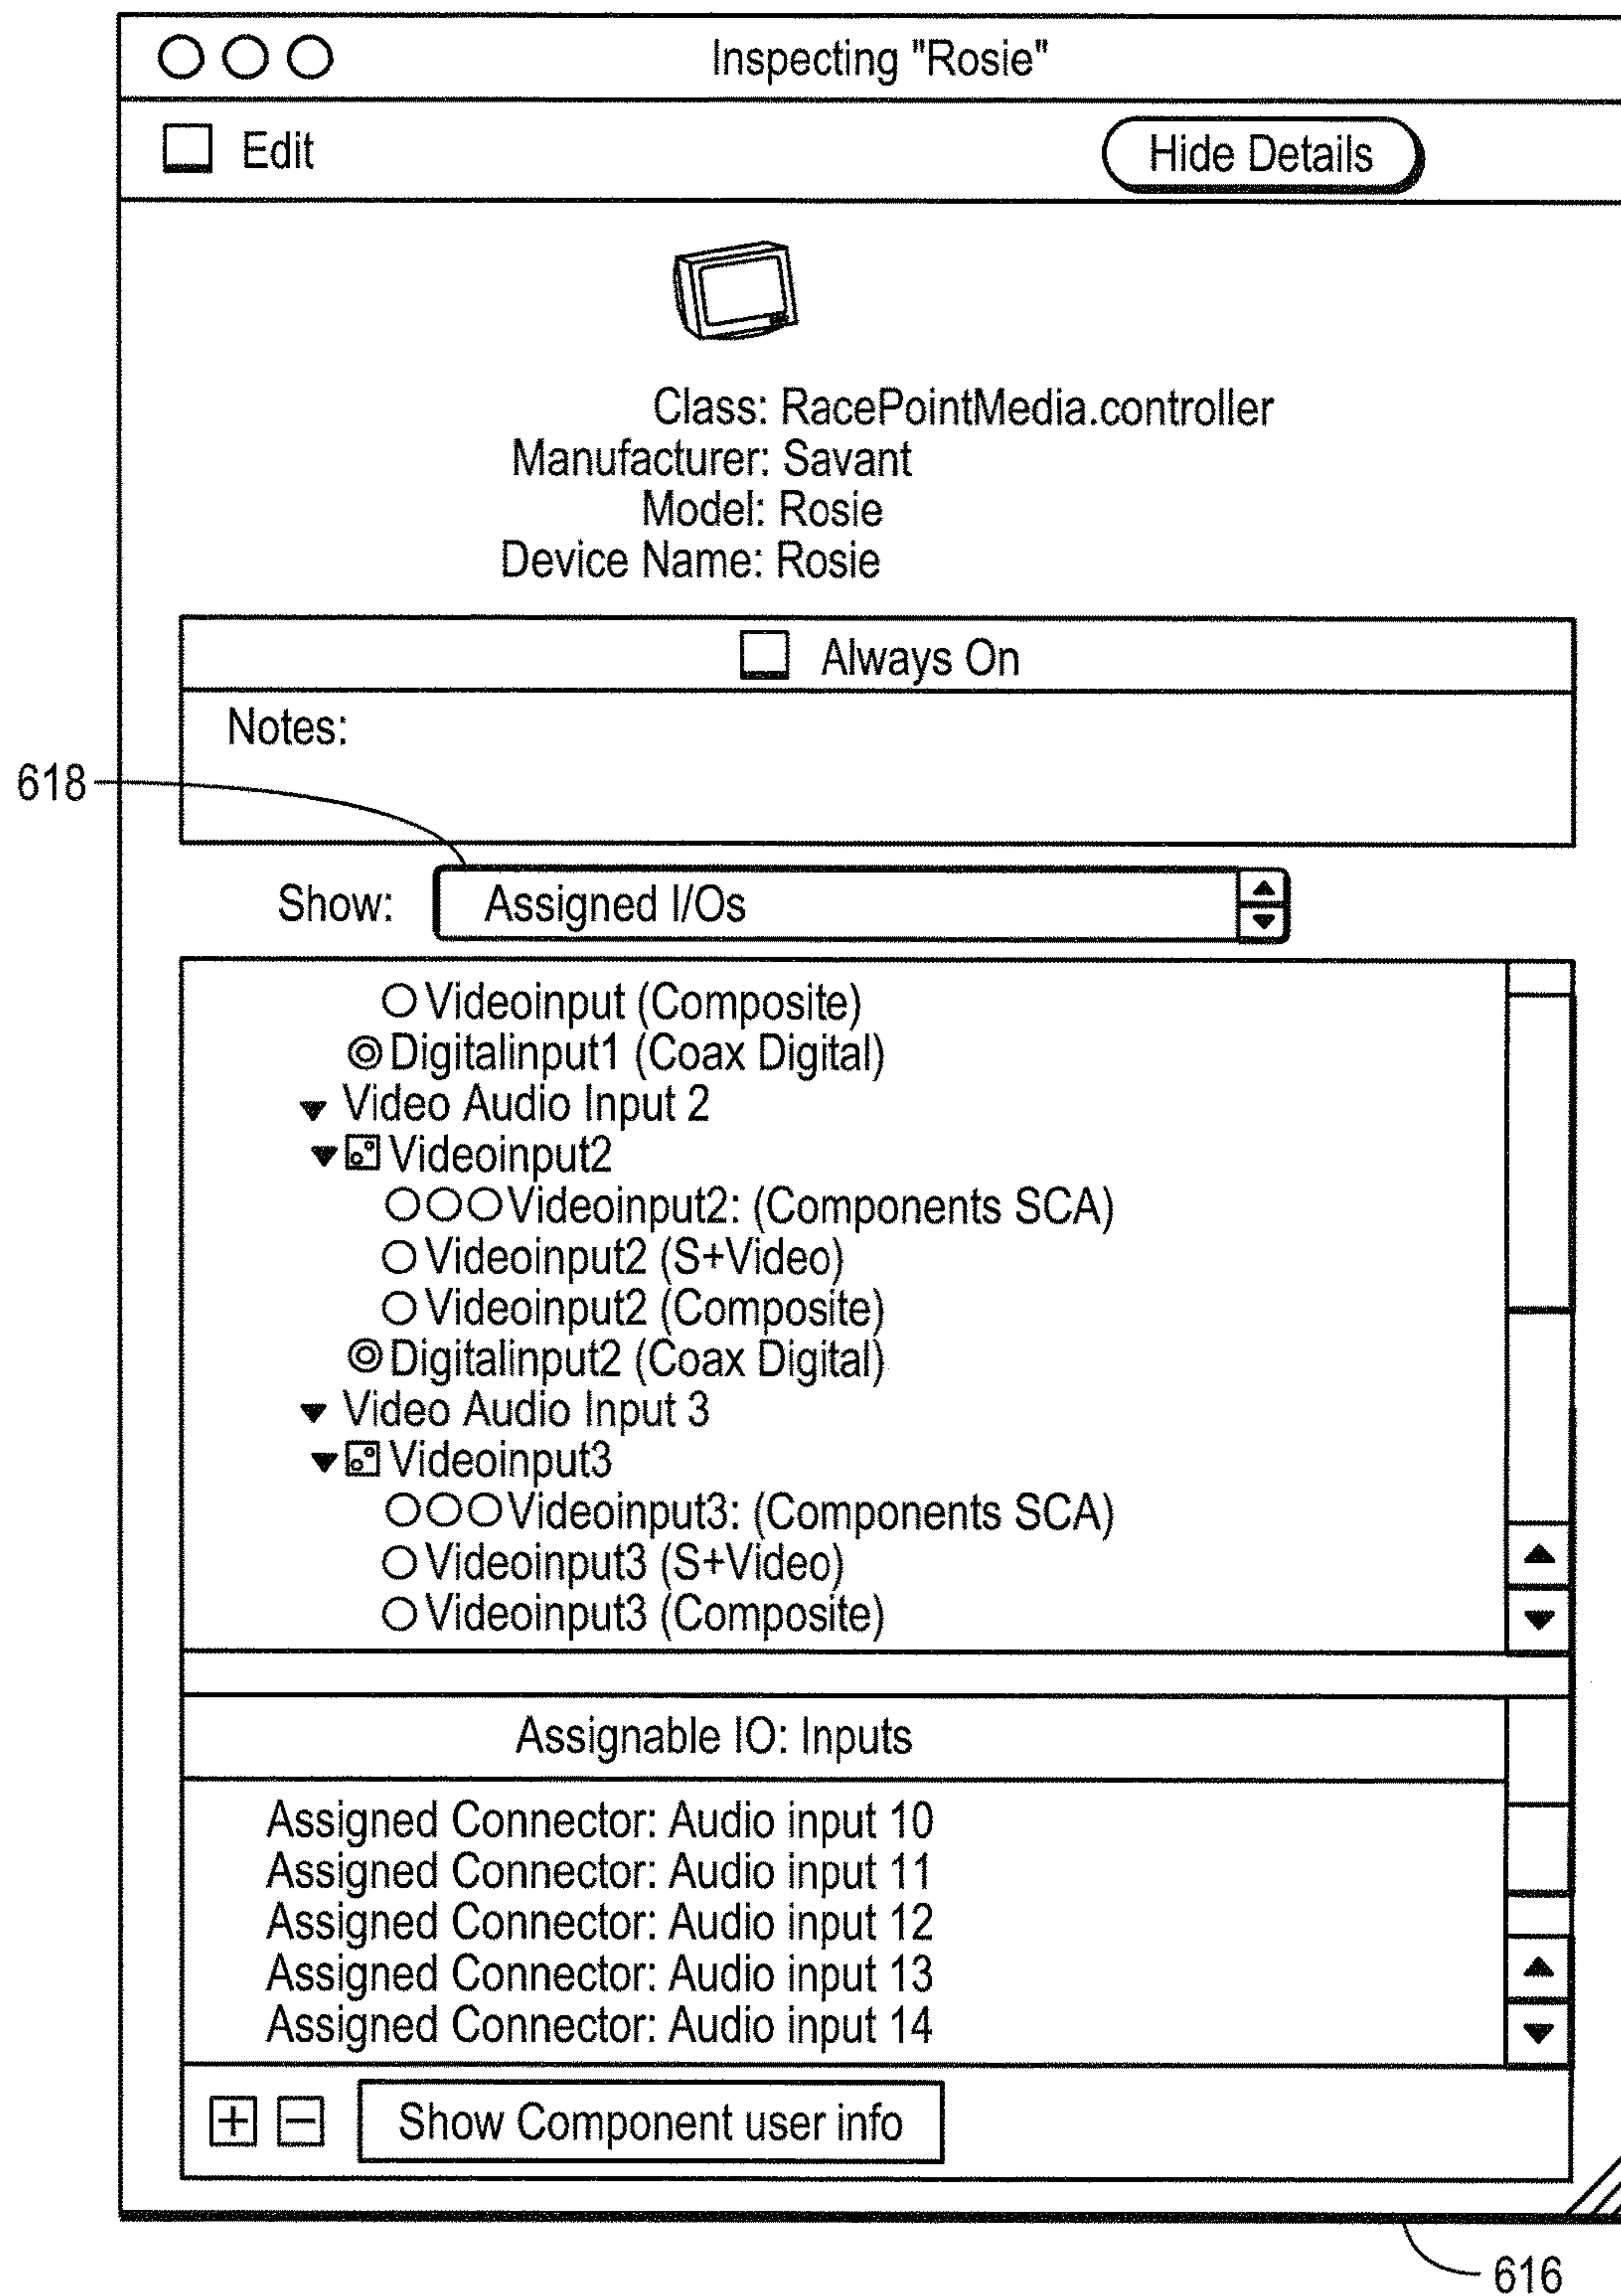 Inspecting "Rosie"
Edit
Hide Details
Class: RacePointMedia.controller
Manufacturer: Savant
Model: Rosie
Device Name: Rosie
Always On
Notes:
618
Show: Assigned I/Os
Videoinput (Composite)
Digitalinput1 (Coax Digital)
Video Audio Input 2
Videoinput2
Videoinput2: (Components SCA)
Videoinput2 (S+Video)
Videoinput2 (Composite)
Digitalinput2 (Coax Digital)
Video Audio Input 3
Videoinput3
Videoinput3: (Components SCA)
Videoinput3 (S+Video)
Videoinput3 (Composite)
Assignable IO: Inputs
Assigned Connector: Audio input 10
Assigned Connector: Audio input 11
Assigned Connector: Audio input 12
Assigned Connector: Audio input 13
Assigned Connector: Audio input 14
Show Component user info
616